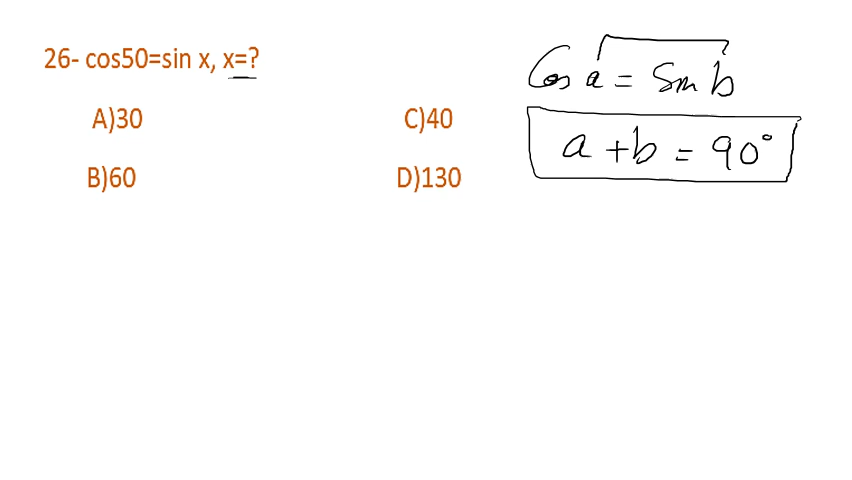 26- cos50=sin x, x=?
A)30
C)40
B)60
D)130
Cos a = Sin b
a + b = 90°